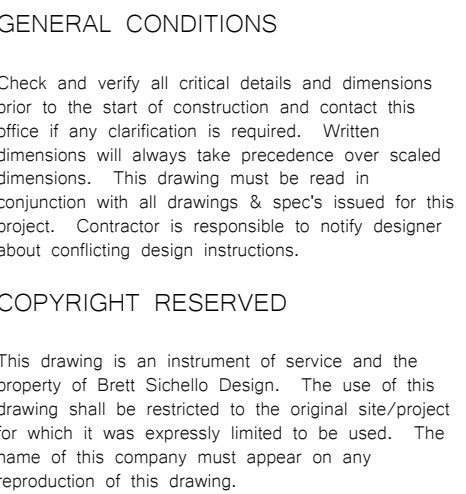 GENERAL CONDITIONS
Check and verify all critical details and dimensions
prior to the start of construction and contact this
office if any clarification is required. Written
dimensions will always take precedence over scaled
dimensions. This drawing must be read in
conjunction with all drawings & spec's issued for this
project. Contractor is responsible to notify designer
about conflicting design instructions.
COPYRIGHT RESERVED
This drawing is an instrument of service and the
property of Brett Sichello Design. The use of this
drawing shall be restricted to the original site/project
for which it was expressly limited to be used. The
name of this company must appear on any
reproduction of this drawing.